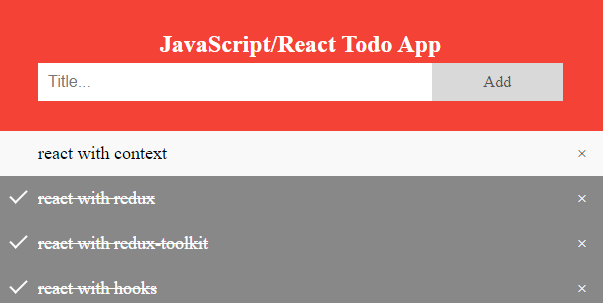 JavaScript/React Todo App
Title...
Add
react with context ×
react with redux ×
react with redux-toolkit ×
react with hooks ×